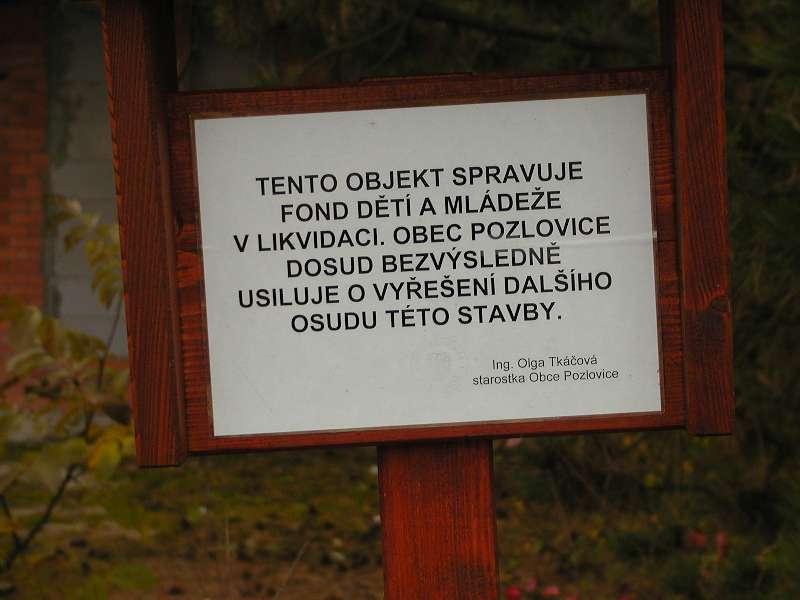 TENTO OBJEKT SPRAVUJE
FOND DĚTÍ A MLÁDEŽE
V LIKVIDACI. OBEC POZLOVICE
DOSUD BEZVÝSLEDNĚ
USILUJE O VYŘEŠENÍ DALŠÍHO
OSUDU TÉTO STAVBY.
Ing. Olga Tkáčová
starostka Obce Pozlovice